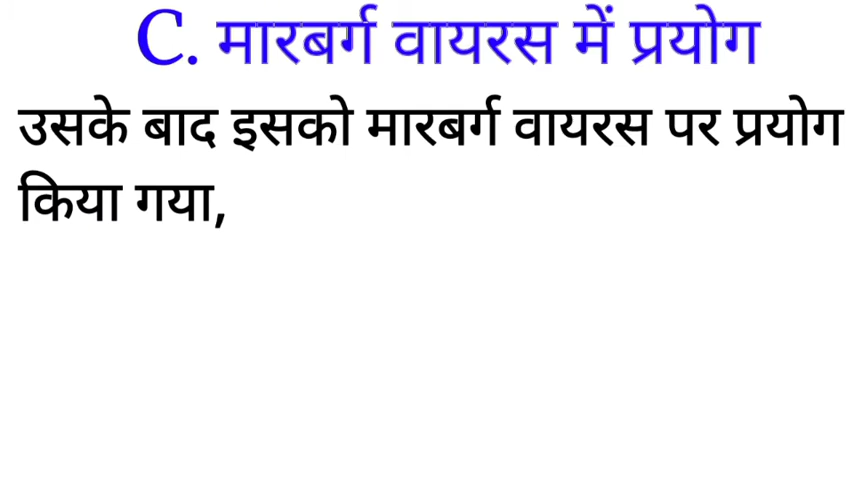 C. मारबर्ग वायरस में प्रयोग
उसके बाद इसको मारबर्ग वायरस पर प्रयोग
किया गया,